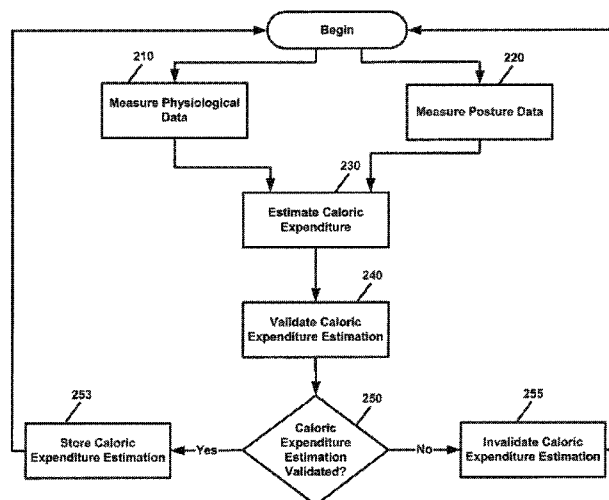 Begin
210
Measure Physiological
Data
220
Measure Posture Data
230
Estimate Caloric
Expenditure
240
Validate Caloric
Expenditure Estimation
250
Caloric
Expenditure
Estimation
Validated?
Yes
No
253
Store Caloric
Expenditure Estimation
255
Invalidate Caloric
Expenditure Estimation